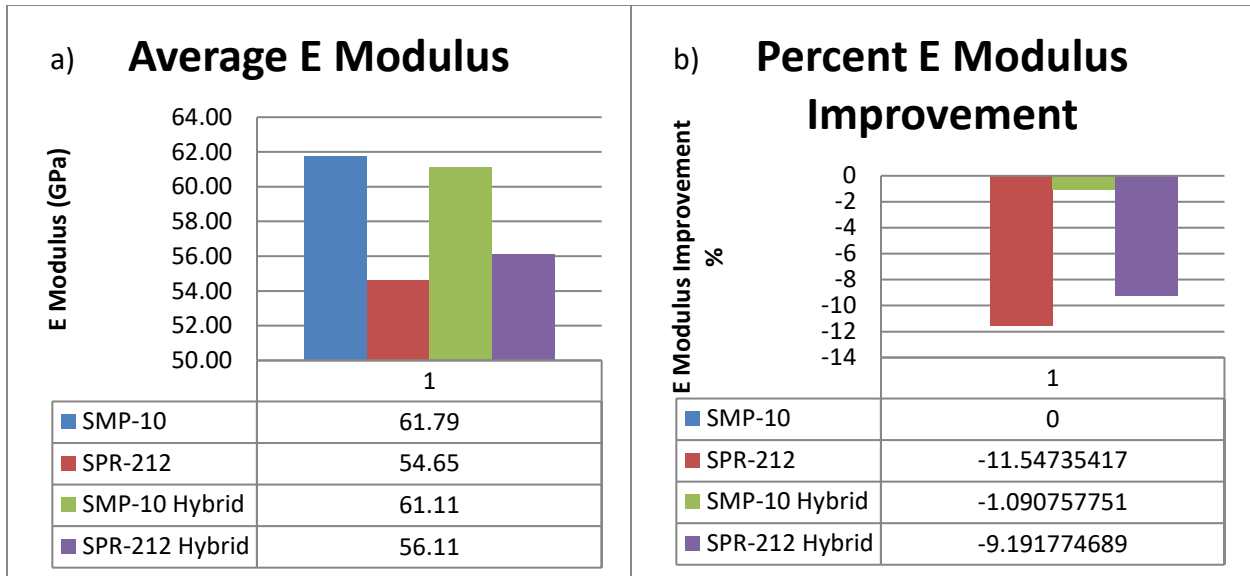 a) Average E Modulus
E Modulus (GPa)
64.00
62.00
60.00
58.00
56.00
54.00
52.00
50.00
1
SMP-10 61.79
SPR-212 54.65
SMP-10 Hybrid 61.11
SPR-212 Hybrid 56.11
b) Percent E Modulus
Improvement
E Modulus Improvement
%
0
-2
-4
-6
-8
-10
-12
-14
1
SMP-10 0
SPR-212 -11.54735417
SMP-10 Hybrid -1.090757751
SPR-212 Hybrid -9.191774689